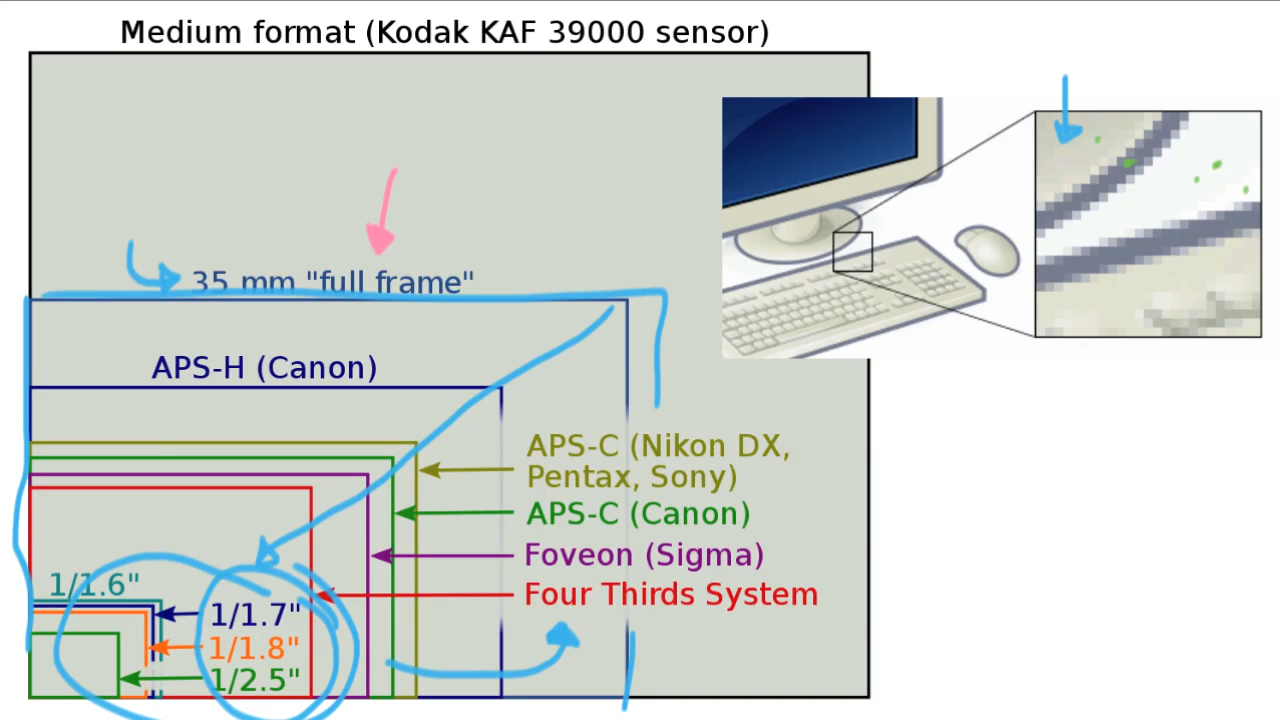 Medium format (Kodak KAF 39000 sensor)
35 mm "full frame"
APS-H (Canon)
APS-C (Nikon DX,
Pentax, Sony)
APS-C (Canon)
Foveon (Sigma)
Four Thirds System
1/1.6"
1/1.7"
1/1.8"
1/2.5"